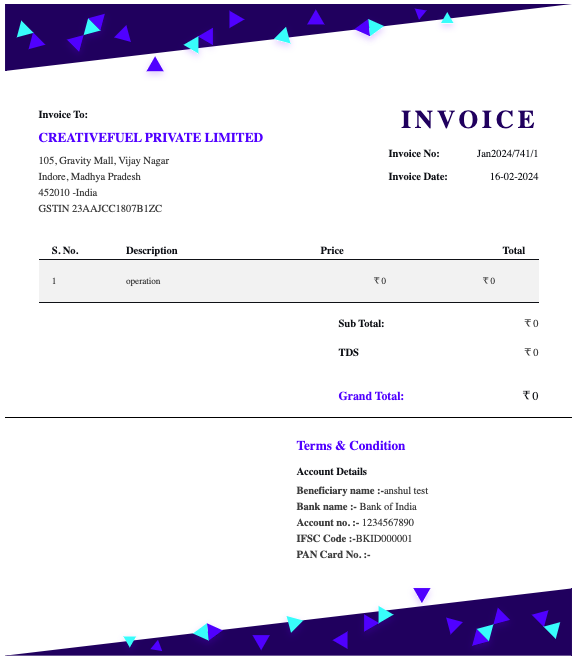 Invoice To:
CREATIVEFUEL PRIVATE LIMITED
105, Gravity Mall, Vijay Nagar
Indore, Madhya Pradesh
452010 -India
GSTIN 23AAJCC1807B1ZC
INVOICE
Invoice No: Jan2024/741/1
Invoice Date: 16-02-2024
S. No. Description Price Total
1 operation ₹ 0 ₹ 0
Sub Total: ₹ 0
TDS ₹ 0
Grand Total: ₹ 0
Terms & Condition
Account Details
Beneficiary name :-anshul test
Bank name :- Bank of India
Account no. :- 1234567890
IFSC Code :-BKID000001
PAN Card No. :-